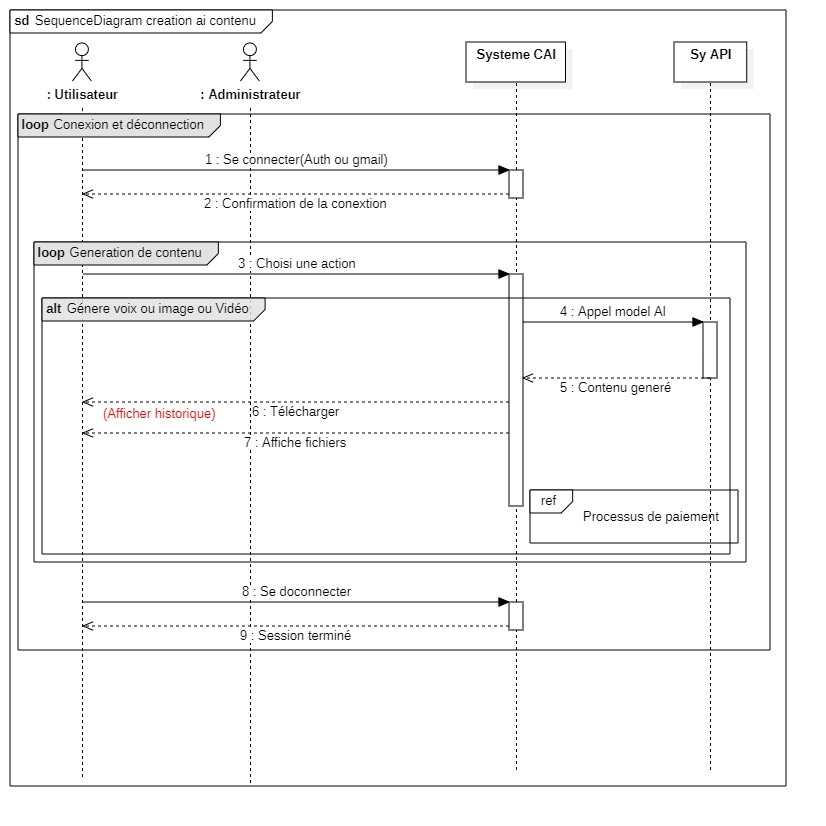 sd SequenceDiagram creation ai contenu
: Utilisateur
: Administrateur
Systeme CAI
Sy API
loop Conexion et déconnection
1 : Se connecter(Auth ou gmail)
2 : Confirmation de la conextion
loop Generation de contenu
3 : Choisi une action
alt Génere voix ou image ou Vidéo
4 : Appel model AI
5 : Contenu generé
(Afficher historique)
6 : Télécharger
7 : Affiche fichiers
ref
Processus de paiement
8 : Se doconnecter
9 : Session terminé